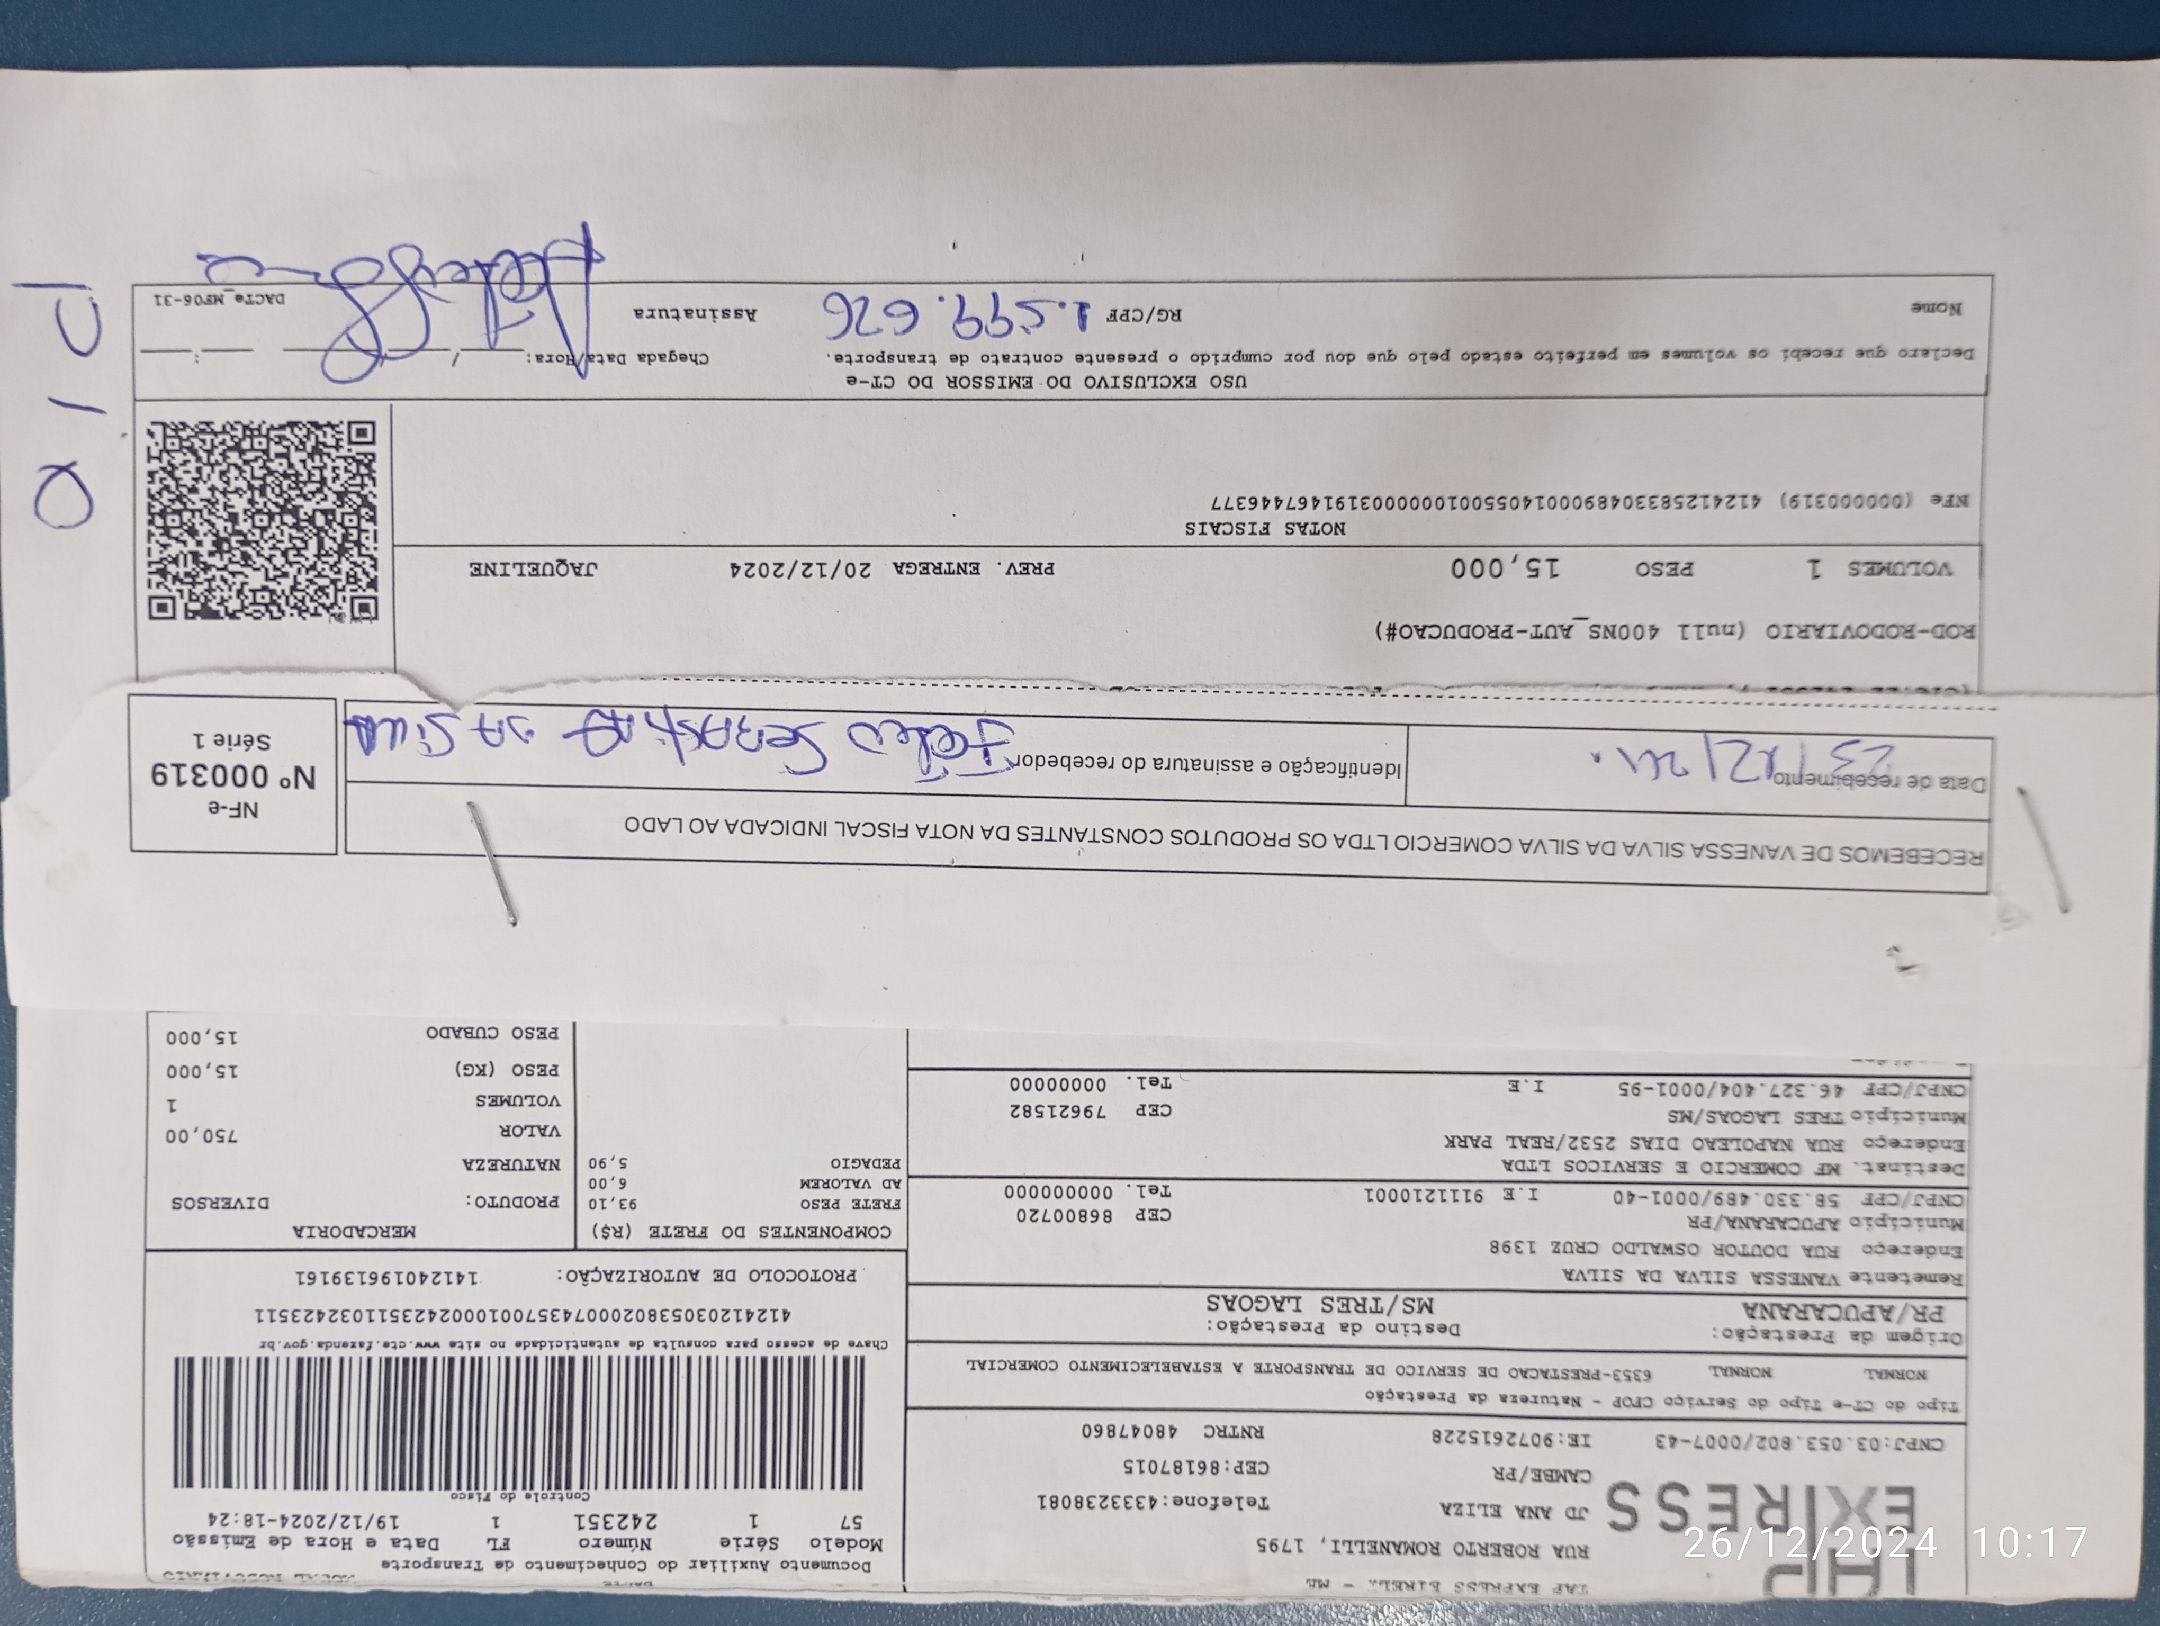 EXIRESS
RUA ROBERTO ROMANELLI, 1795
JD ANA ELIZA Telefone:4333238081
CAMBE/PR CEP:86187015
CNPJ:03.053.802/0007-43 IE:9072615228 RNTRC 48047860
Documento Auxiliar do Conhecimento de Transporte
Modelo Série Número FL Data e Hora de Emissão
57 1 242351 1 19/12/2024-18:24
Controle do Fisco
Chave de acesso para consulta de autenticidade no site www.cte.fazenda.gov.br
41241203053802000743570010002423511032423511
PROTOCOLO DE AUTORIZAÇÃO: 141240196139161
Tipo do CT-e Tipo do Serviço CFOP - Natureza da Prestação
NORMAL NORMAL 6353-PRESTACAO DE SERVICO DE TRANSPORTE A ESTABELECIMENTO COMERCIAL
Origem da Prestação: Destino da Prestação:
PR/APUCARANA MS/TRES LAGOAS
Remetente VANESSA SILVA DA SILVA
Endereço RUA DOUTOR OSWALDO CRUZ 1398
Município APUCARANA/PR CEP 86800720
CNPJ/CPF 58.330.489/0001-40 I.E 9111210001 Tel. 00000000000
Destinat. MF COMERCIO E SERVICOS LTDA
Endereço RUA NAPOLEAO DIAS 2532/REAL PARK
Município TRES LAGOAS/MS CEP 79621582
CNPJ/CPF 46.327.404/0001-95 I.E Tel. 00000000
COMPONENTES DO FRETE (R$)
FRETE PESO 93,10
AD VALOREM 6,00
PEDAGIO 5,90
MERCADORIA
PRODUTO: DIVERSOS
NATUREZA
VALOR 750,00
VOLUMES 1
PESO (KG) 15,000
PESO CUBADO 15,000
RECEBEMOS DE VANESSA SILVA DA SILVA COMERCIO LTDA OS PRODUTOS CONSTANTES DA NOTA FISCAL INDICADA AO LADO
Data de recebimento 23/12/24. Identificação e assinatura do recebedor
NF-e
Nº 000319
Série 1
ROD-RODOVIARIO (null 400NS_AUT-PRODUCAO#)
VOLUMES 1 PESO 15,000 PREV. ENTREGA 20/12/2024 JAQUELINE
NOTAS FISCAIS
NFe (000000319) 41241258330489000140550010000003191467446377
USO EXCLUSIVO DO EMISSOR DO CT-e
Declaro que recebi os volumes em perfeito estado pelo que dou por cumprido o presente contrato de transporte. Chegada Data/Hora: / :
Nome RG/CPF 1.599.626 Assinatura
DACTe_MF06-31
26/12/2024 10:17